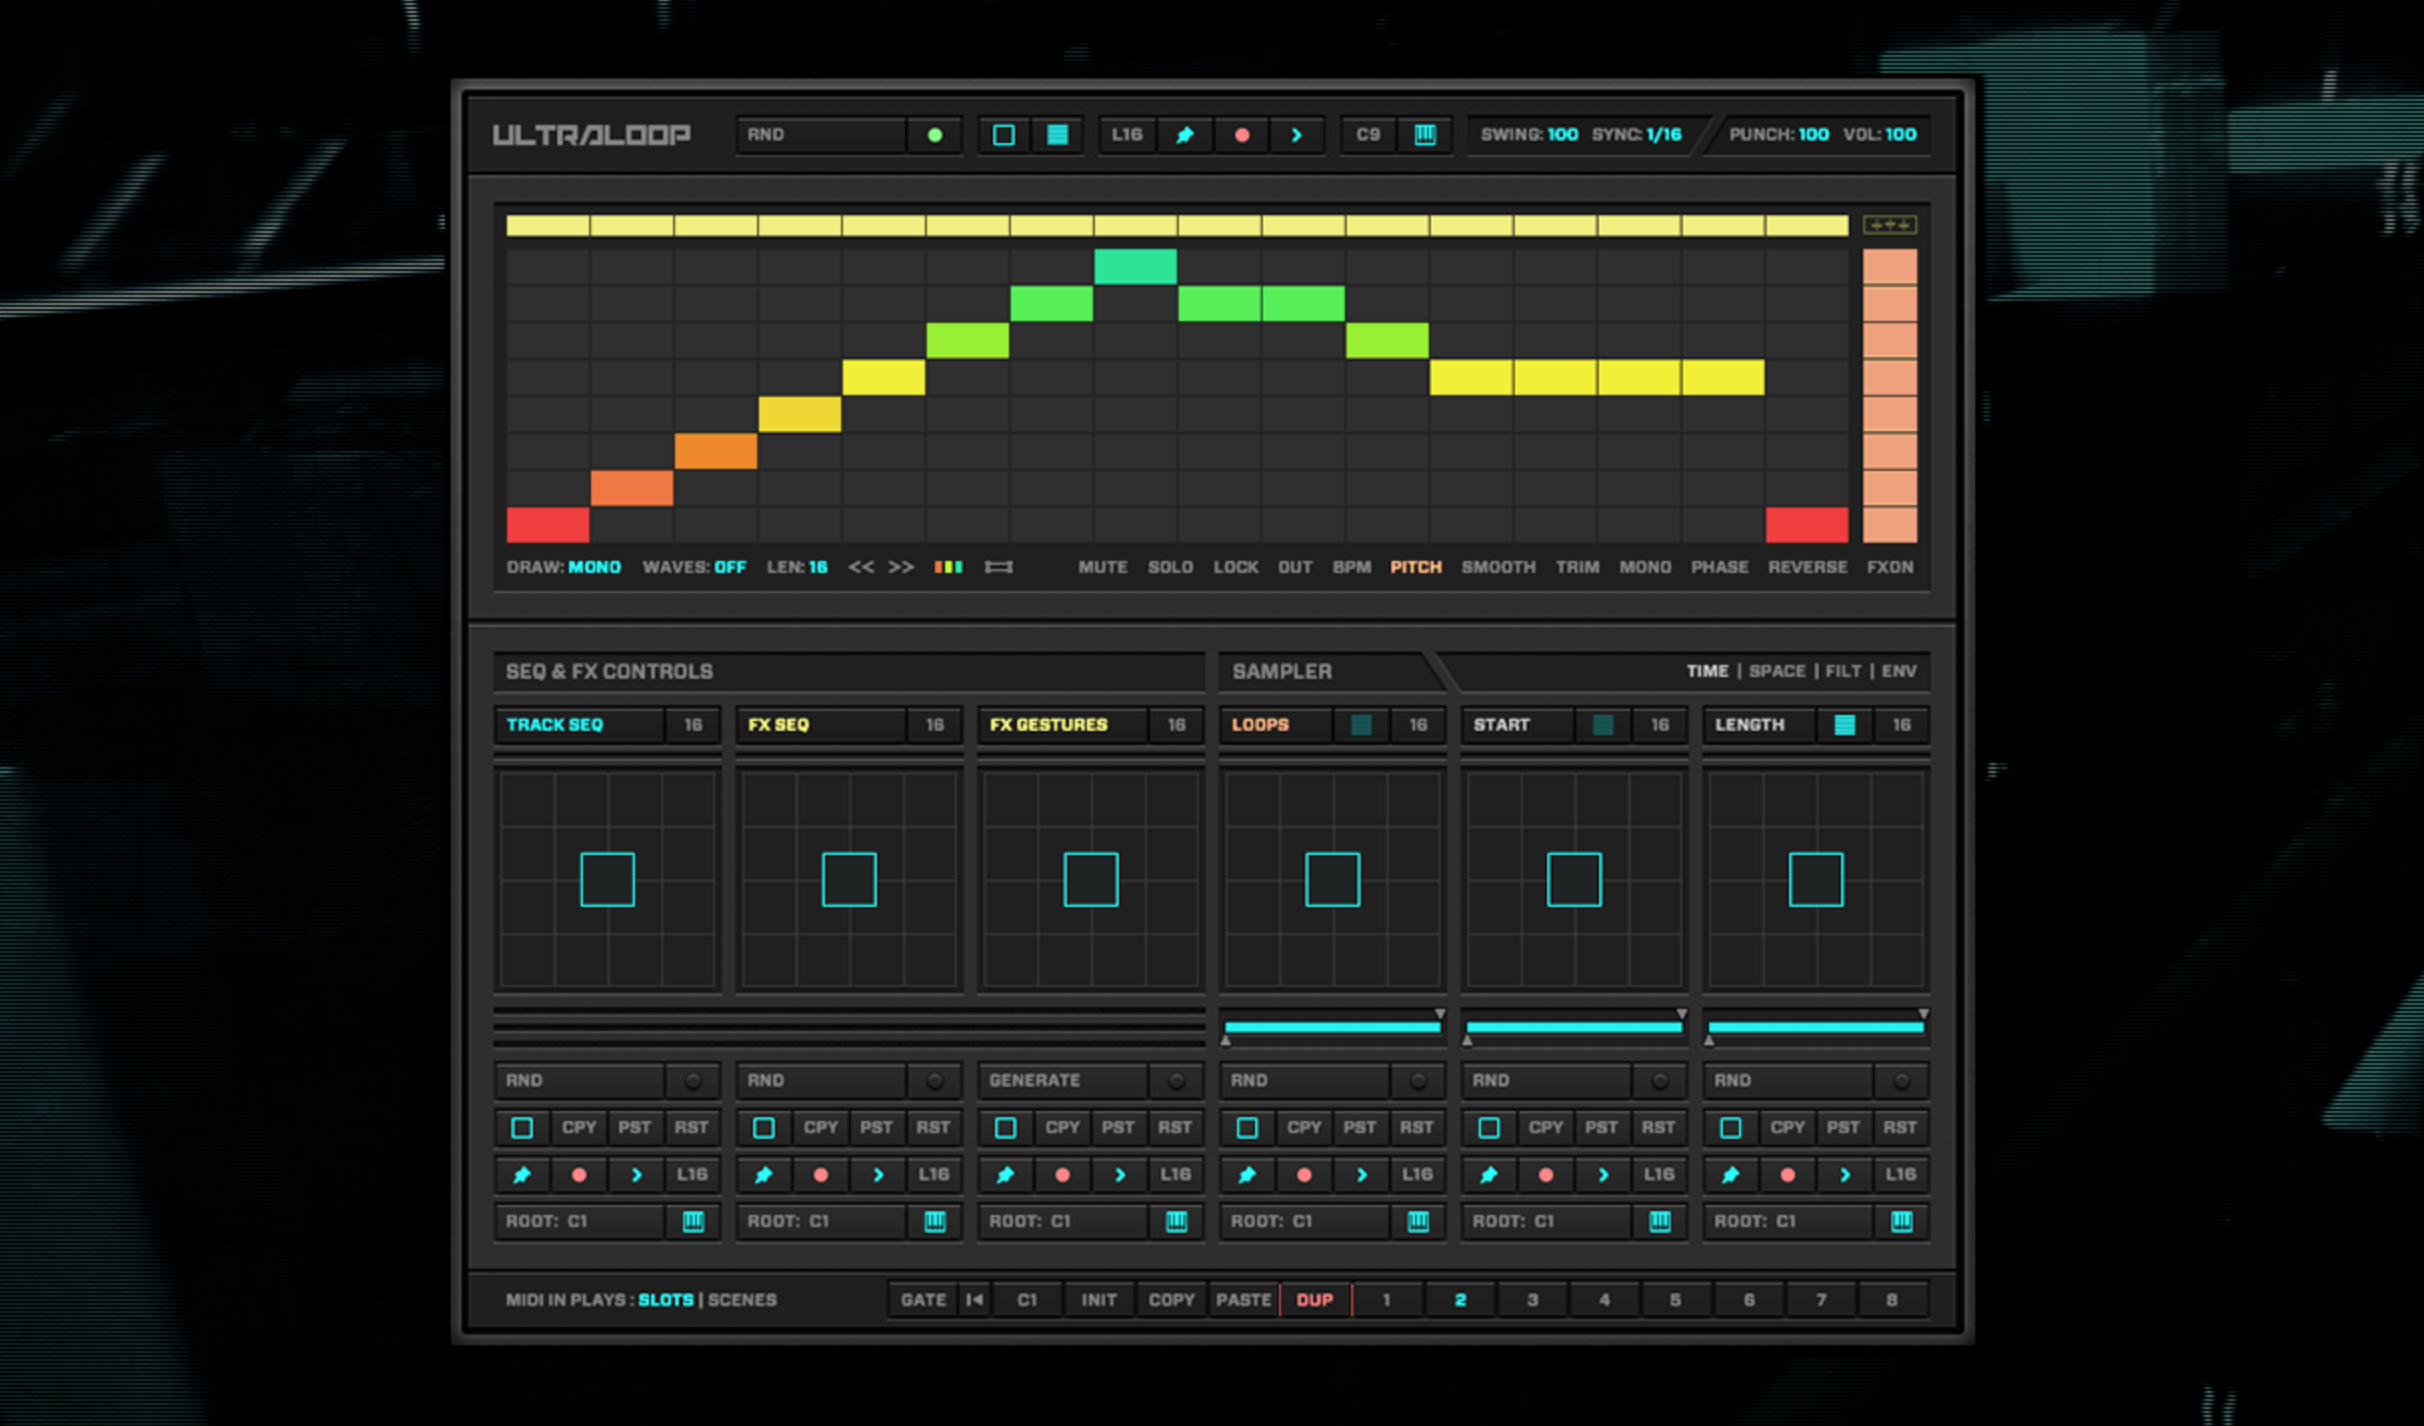 ULTRALOOP RND L16 C9 SWING: 100 SYNC: 1/16 PUNCH: 100 VOL: 100
DRAW: MONO WAVES: OFF LEN: 16 << >> MUTE SOLO LOCK OUT BPM PITCH SMOOTH TRIM MONO PHASE REVERSE FXON
SEQ & FX CONTROLS SAMPLER TIME | SPACE | FILT | ENV
TRACK SEQ 16 FX SEQ 16 FX GESTURES 16 LOOPS 16 START 16 LENGTH 16
RND RND GENERATE RND RND RND
CPY PST RST CPY PST RST CPY PST RST CPY PST RST CPY PST RST CPY PST RST
L16 L16 L16 L16 L16 L16
ROOT: C1 ROOT: C1 ROOT: C1 ROOT: C1 ROOT: C1 ROOT: C1
MIDI IN PLAYS : SLOTS | SCENES GATE C1 INIT COPY PASTE DUP 1 2 3 4 5 6 7 8